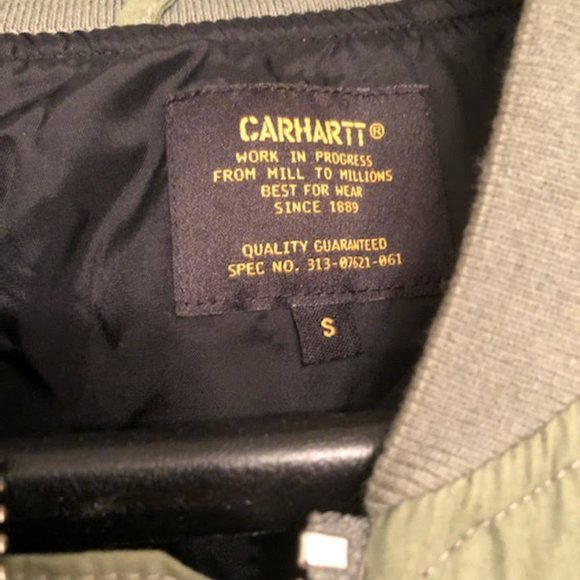 CARHARTT®
WORK IN PROGRESS
FROM MILL TO MILLIONS
BEST FOR WEAR
SINCE 1889
QUALITY GUARANTEED
SPEC NO. 313-07621-061
S